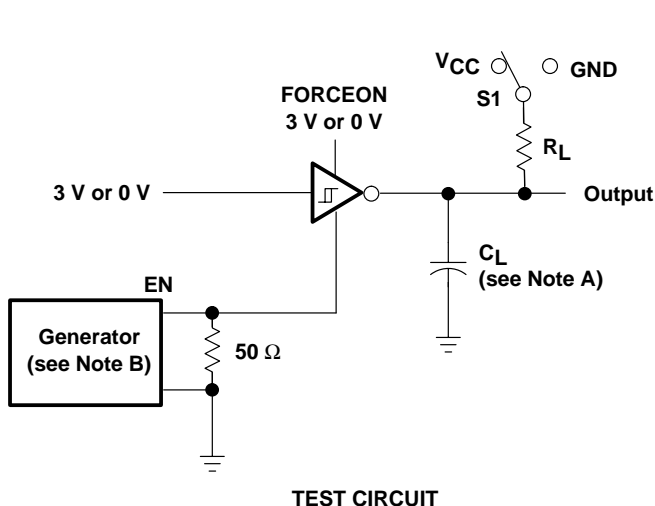 VCC
GND
S1
FORCEON
3 V or 0 V
RL
3 V or 0 V
Output
CL
(see Note A)
EN
Generator
(see Note B)
50 Ω
TEST CIRCUIT